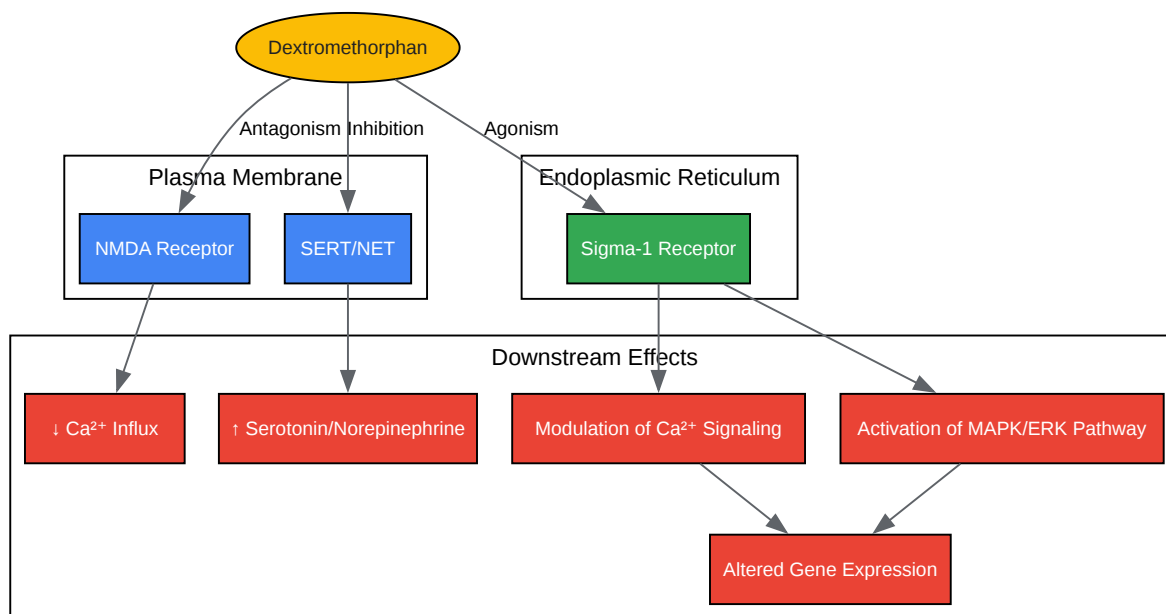 Dextromethorphan
Antagonism Inhibition Agonism
Plasma Membrane
Endoplasmic Reticulum
NMDA Receptor
SERT/NET
Sigma-1 Receptor
Downstream Effects
↓ Ca²⁺ Influx
↑ Serotonin/Norepinephrine
Modulation of Ca²⁺ Signaling
Activation of MAPK/ERK Pathway
Altered Gene Expression